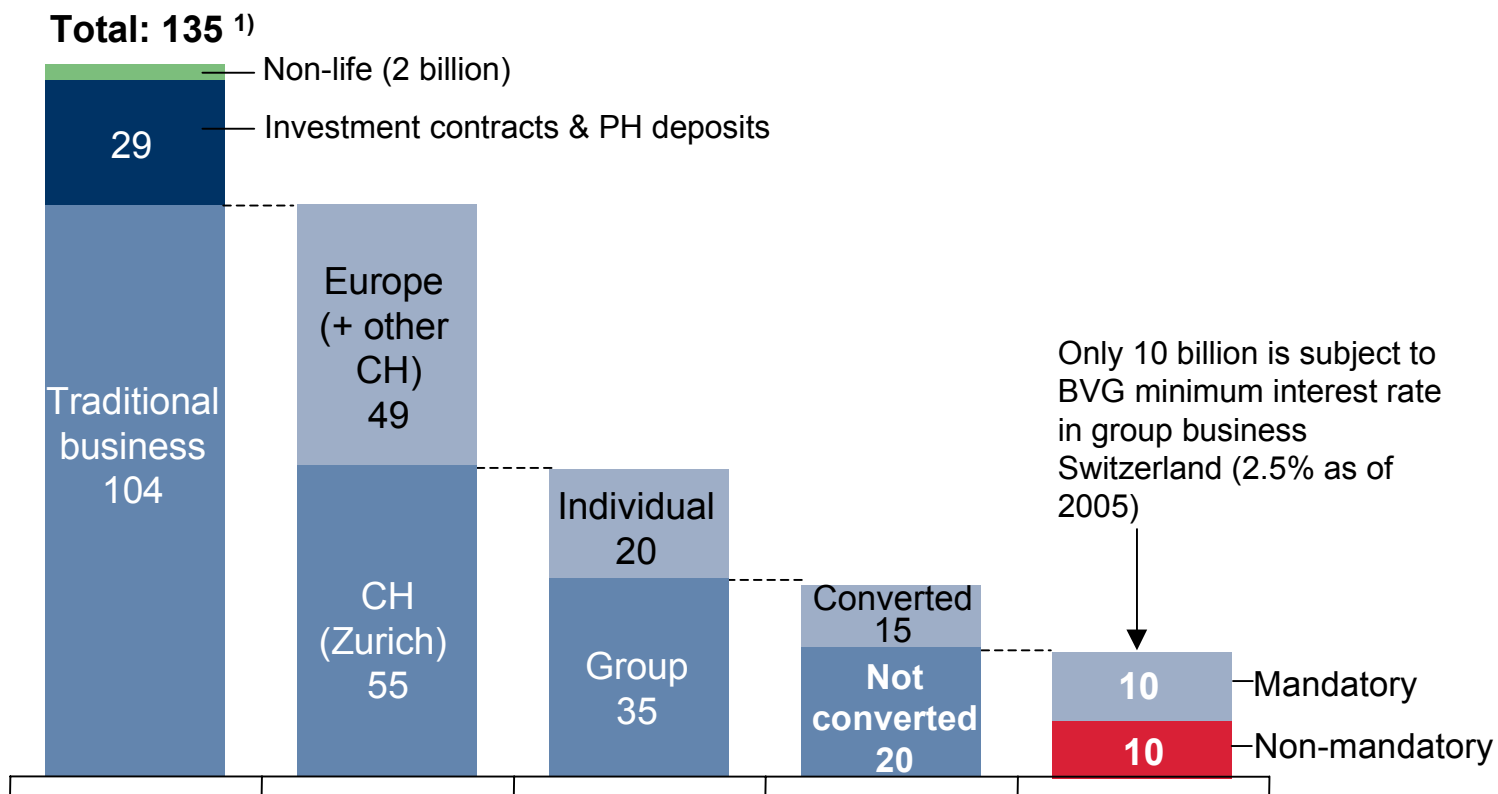 Total: 135 1)
Non-life (2 billion)
29
Investment contracts & PH deposits
Traditional
business
104
Europe
(+ other
CH)
49
CH
(Zurich)
55
Individual
20
Group
35
Converted
15
Not
converted
20
Only 10 billion is subject to
BVG minimum interest rate
in group business
Switzerland (2.5% as of
2005)
10
Mandatory
10
Non-mandatory